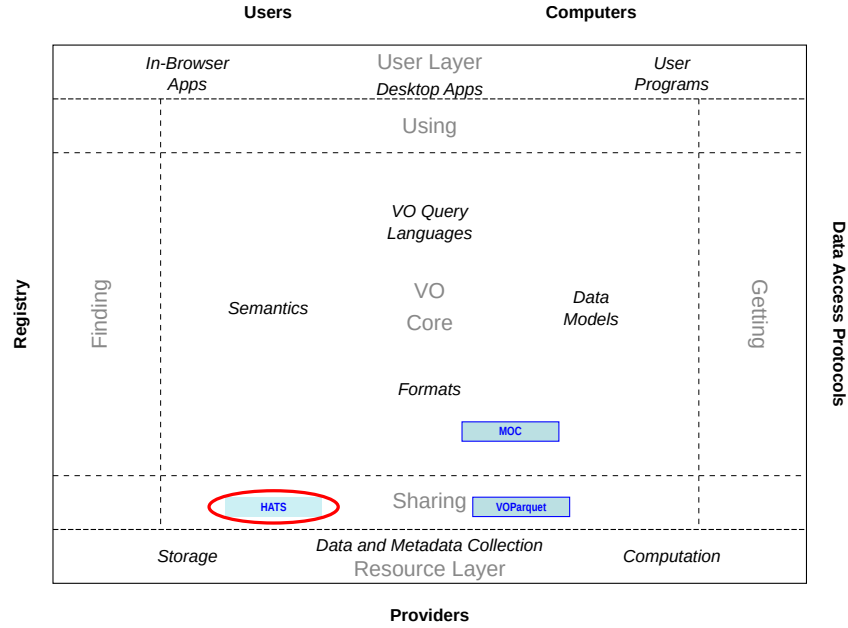 Users
Computers
In-Browser
Apps
User Layer
Desktop Apps
User
Programs
Using
VO Query
Languages
Registry
Finding
Semantics
VO
Core
Data
Models
Getting
Data Access Protocols
Formats
MOC
HATS
Sharing
VOParquet
Storage
Data and Metadata Collection
Resource Layer
Computation
Providers